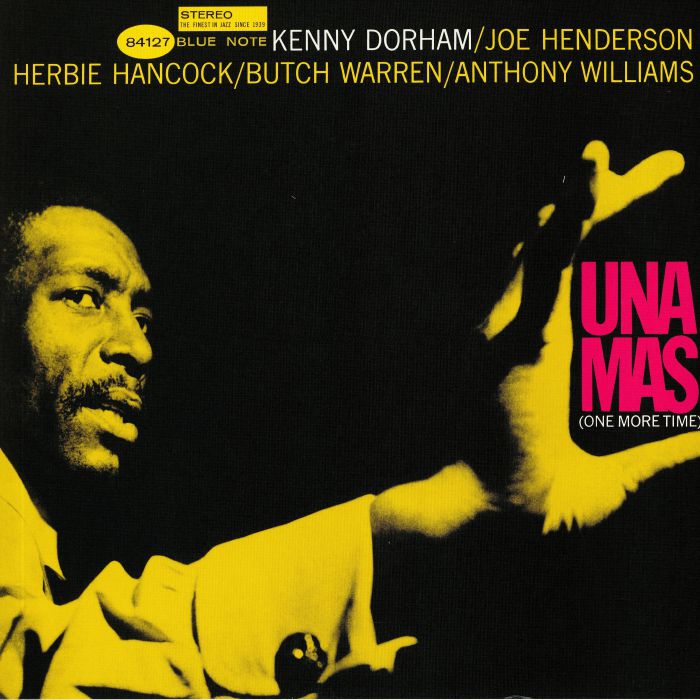 STEREO
THE FINEST IN JAZZ SINCE 1939
84127 BLUE NOTE KENNY DORHAM/JOE HENDERSON
HERBIE HANCOCK/BUTCH WARREN/ANTHONY WILLIAMS
UNA
MAS
(ONE MORE TIME)